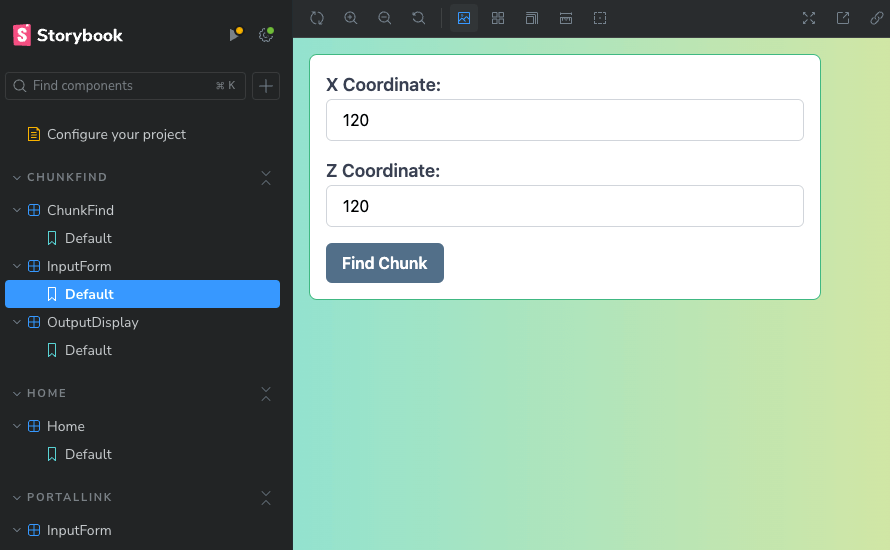 Storybook
Find components
⌘ K
Configure your project
CHUNKFIND
ChunkFind
Default
InputForm
Default
OutputDisplay
Default
HOME
Home
Default
PORTALLINK
InputForm
X Coordinate:
120
Z Coordinate:
120
Find Chunk